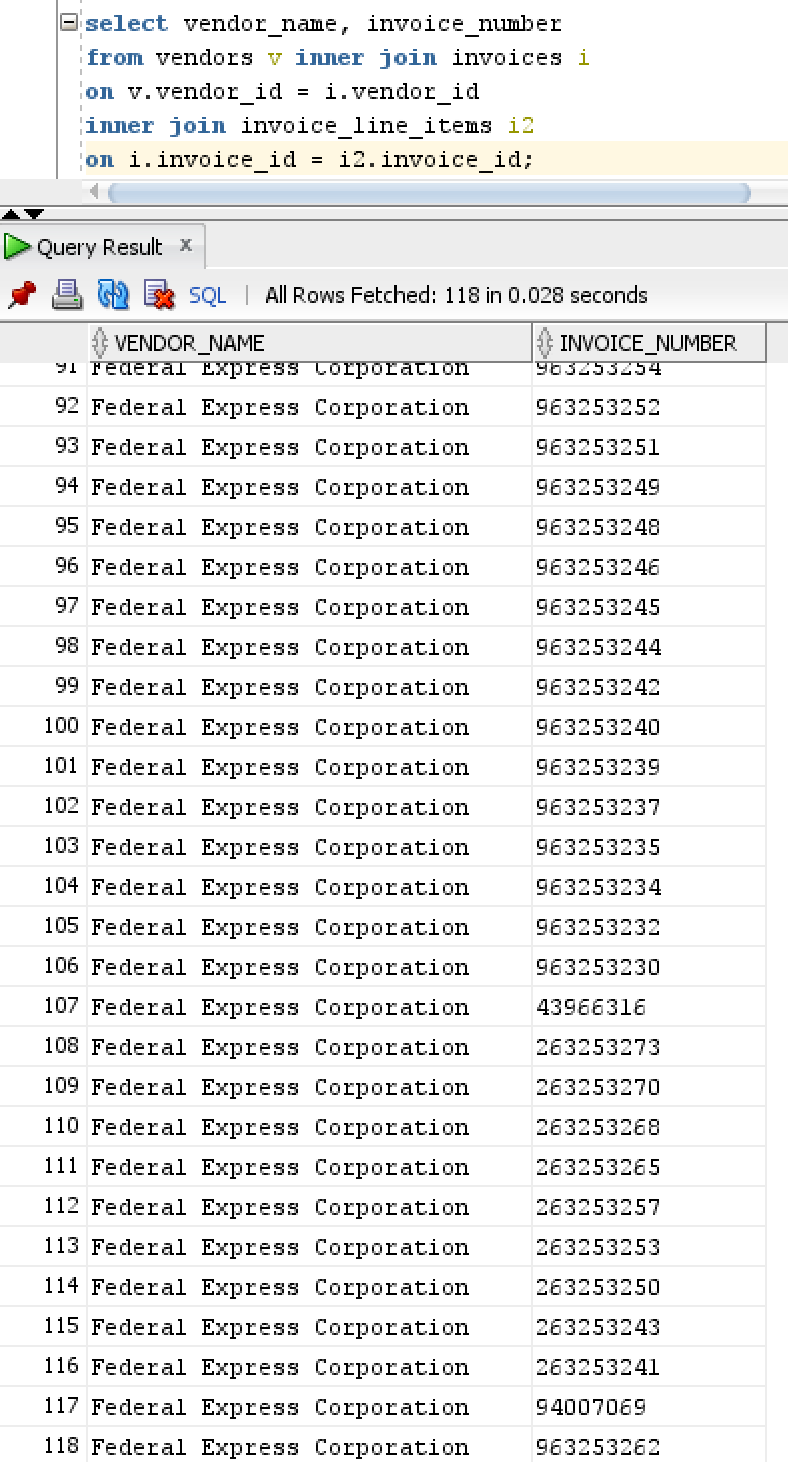 select vendor_name, invoice_number
from vendors v inner join invoices i
on v.vendor_id = i.vendor_id
inner join invoice_line_items i2
on i.invoice_id = i2.invoice_id;
Query Result x
SQL | All Rows Fetched: 118 in 0.028 seconds
VENDOR_NAME INVOICE_NUMBER
91 Federal Express Corporation 963253254
92 Federal Express Corporation 963253252
93 Federal Express Corporation 963253251
94 Federal Express Corporation 963253249
95 Federal Express Corporation 963253248
96 Federal Express Corporation 963253246
97 Federal Express Corporation 963253245
98 Federal Express Corporation 963253244
99 Federal Express Corporation 963253242
100 Federal Express Corporation 963253240
101 Federal Express Corporation 963253239
102 Federal Express Corporation 963253237
103 Federal Express Corporation 963253235
104 Federal Express Corporation 963253234
105 Federal Express Corporation 963253232
106 Federal Express Corporation 963253230
107 Federal Express Corporation 43966316
108 Federal Express Corporation 263253273
109 Federal Express Corporation 263253270
110 Federal Express Corporation 263253268
111 Federal Express Corporation 263253265
112 Federal Express Corporation 263253257
113 Federal Express Corporation 263253253
114 Federal Express Corporation 263253250
115 Federal Express Corporation 263253243
116 Federal Express Corporation 263253241
117 Federal Express Corporation 94007069
118 Federal Express Corporation 963253262